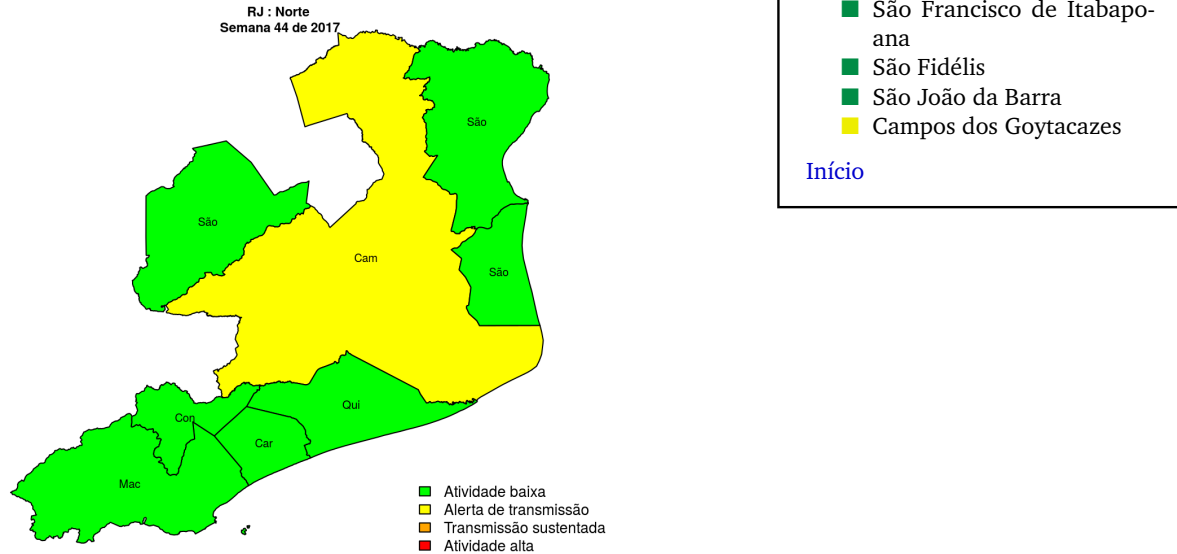 RJ : Norte
Semana 44 de 2017
São
São
Cam
São
Qui
Con
Car
Mac
Atividade baixa
Alerta de transmissão
Transmissão sustentada
Atividade alta
São Francisco de Itabapo-
ana
São Fidélis
São João da Barra
Campos dos Goytacazes
Início